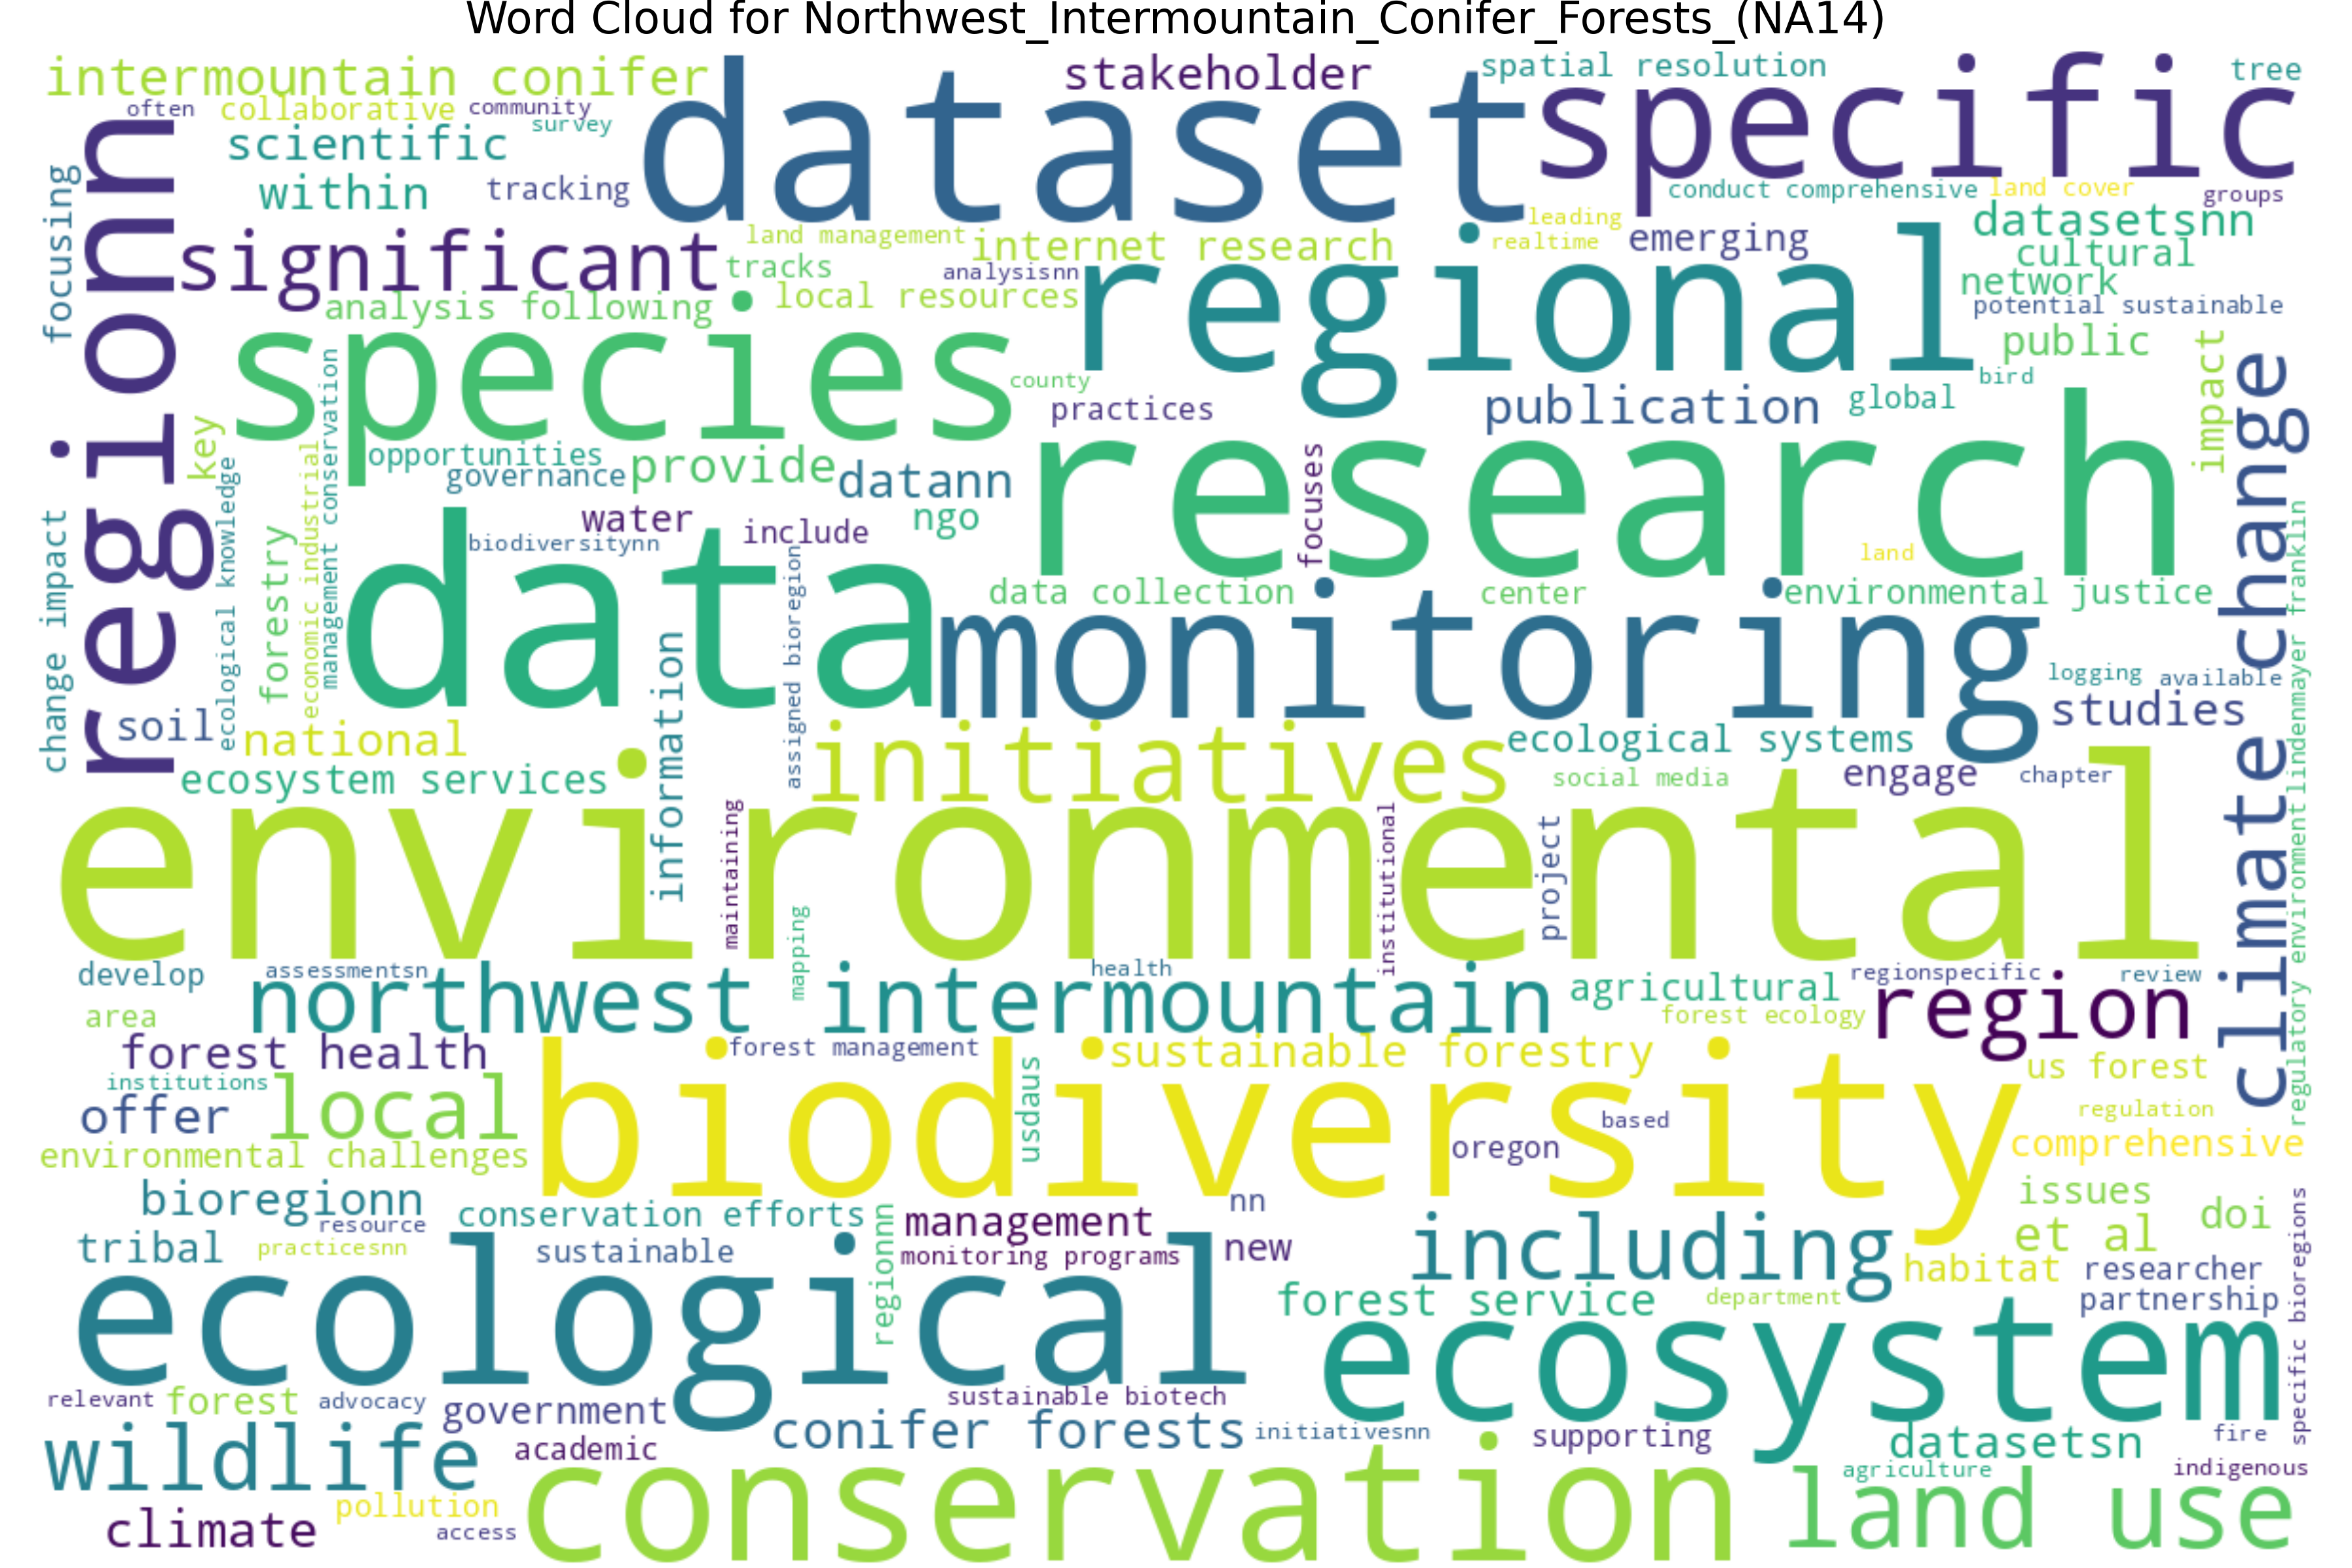 Word Cloud for Northwest_Intermountain_Conifer_Forests_(NA14)
intermountain conifer
often
collaborative
community
survey
scientific
within
tracking
focusing
regionn
dataset
stakeholder
spatial resolution
specific
tree
conduct comprehensive
land cover
groups
leading
realtime
emerging
datasetsnn
cultural
network
potential sustainable
public
bird
significant
land management
internet research
tracks
analysisnn
local resources
analysis following
regional
species
county
practices
publication
global
impact
climate change
key
opportunities
governance
provide
datann
research
focuses
water
include
ngo
biodiversitynn
land
change impact
ecological knowledge
forestry
economic industrial
management conservation
data
assigned bioregion
data collection
center
environmental justice
monitoring
logging
available
studies
regulatory environment
lindenmayer franklin
soil
national
information
initiatives
ecological systems
ecosystem services
social media
engage
chapter
environmental
maintaining
mapping
institutional
project
develop
assessmentsn
health
northwest intermountain
agricultural
regionspecific
review
region
area
forest ecology
forest health
forest management
sustainable forestry
us forest
institutions
local
offer
biodiversity
usdaus
based
oregon
regulation
comprehensive
environmental challenges
bioregionn
resource
conservation efforts
regionnn
management
nn
issues
doi
et al
tribal
practicesnn
sustainable
monitoring programs
new
including
habitat
researcher
ecological
forest service
department
partnership
specific bioregions
ecosystem
relevant
forest
advocacy
government
sustainable biotech
conifer forests
initiativesnn
supporting
datasetsn
fire
wildlife
academic
conservation
agriculture
indigenous
land use
pollution
climate
access